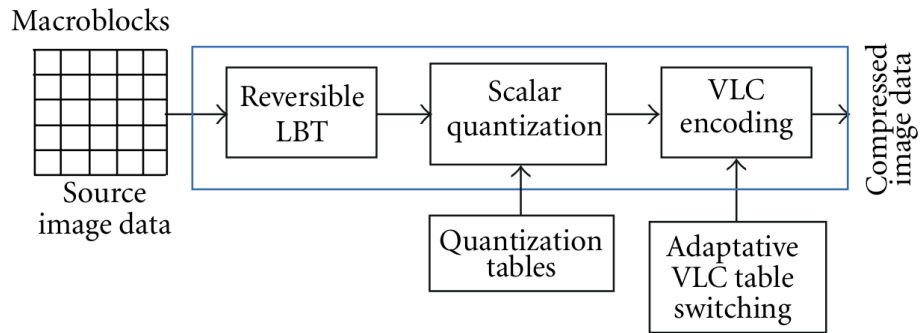 Macroblocks
Source
image data
Reversible
LBT
Scalar
quantization
VLC
encoding
Compressed
image data
Quantization
tables
Adaptative
VLC table
switching